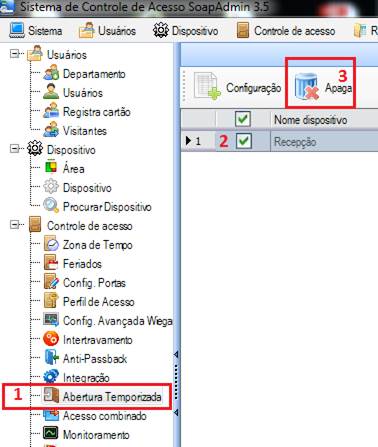 Sistema de Controle de Acesso SoapAdmin 3.5
Sistema Usuários Dispositivo Controle de acesso R
Usuários
Departamento
Usuários
Registra cartão
Visitantes
Dispositivo
Área
Dispositivo
Procurar Dispositivo
Controle de acesso
Zona de Tempo
Feriados
Config. Portas
Perfil de Acesso
Config. Avançada Wiega
Intertravamento
Anti-Passback
Integração
1 Abertura Temporizada
Acesso combinado
Monitoramento
Configuração Apaga 3
Nome dispositivo
1 2 Recepção